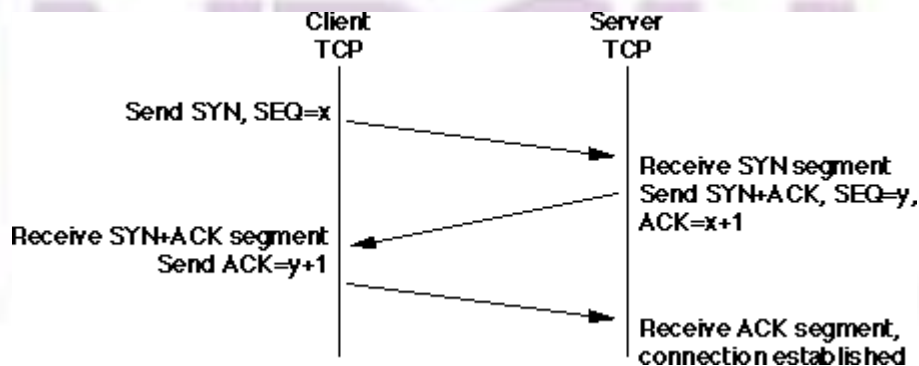 Client
TCP
Server
TCP
Send SYN, SEQ=x
Receive SYN segment
Send SYN+ACK, SEQ=y,
ACK=x+1
Receive SYN+ACK segment
Send ACK=y+1
Receive ACK segment,
connection established